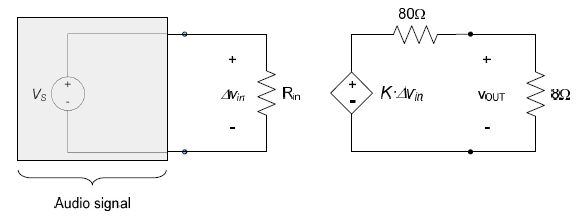 80Ω
+
+
+
+
Vs
Δvin
Rin
K·Δvin
vOUT
8Ω
-
-
-
-
Audio signal